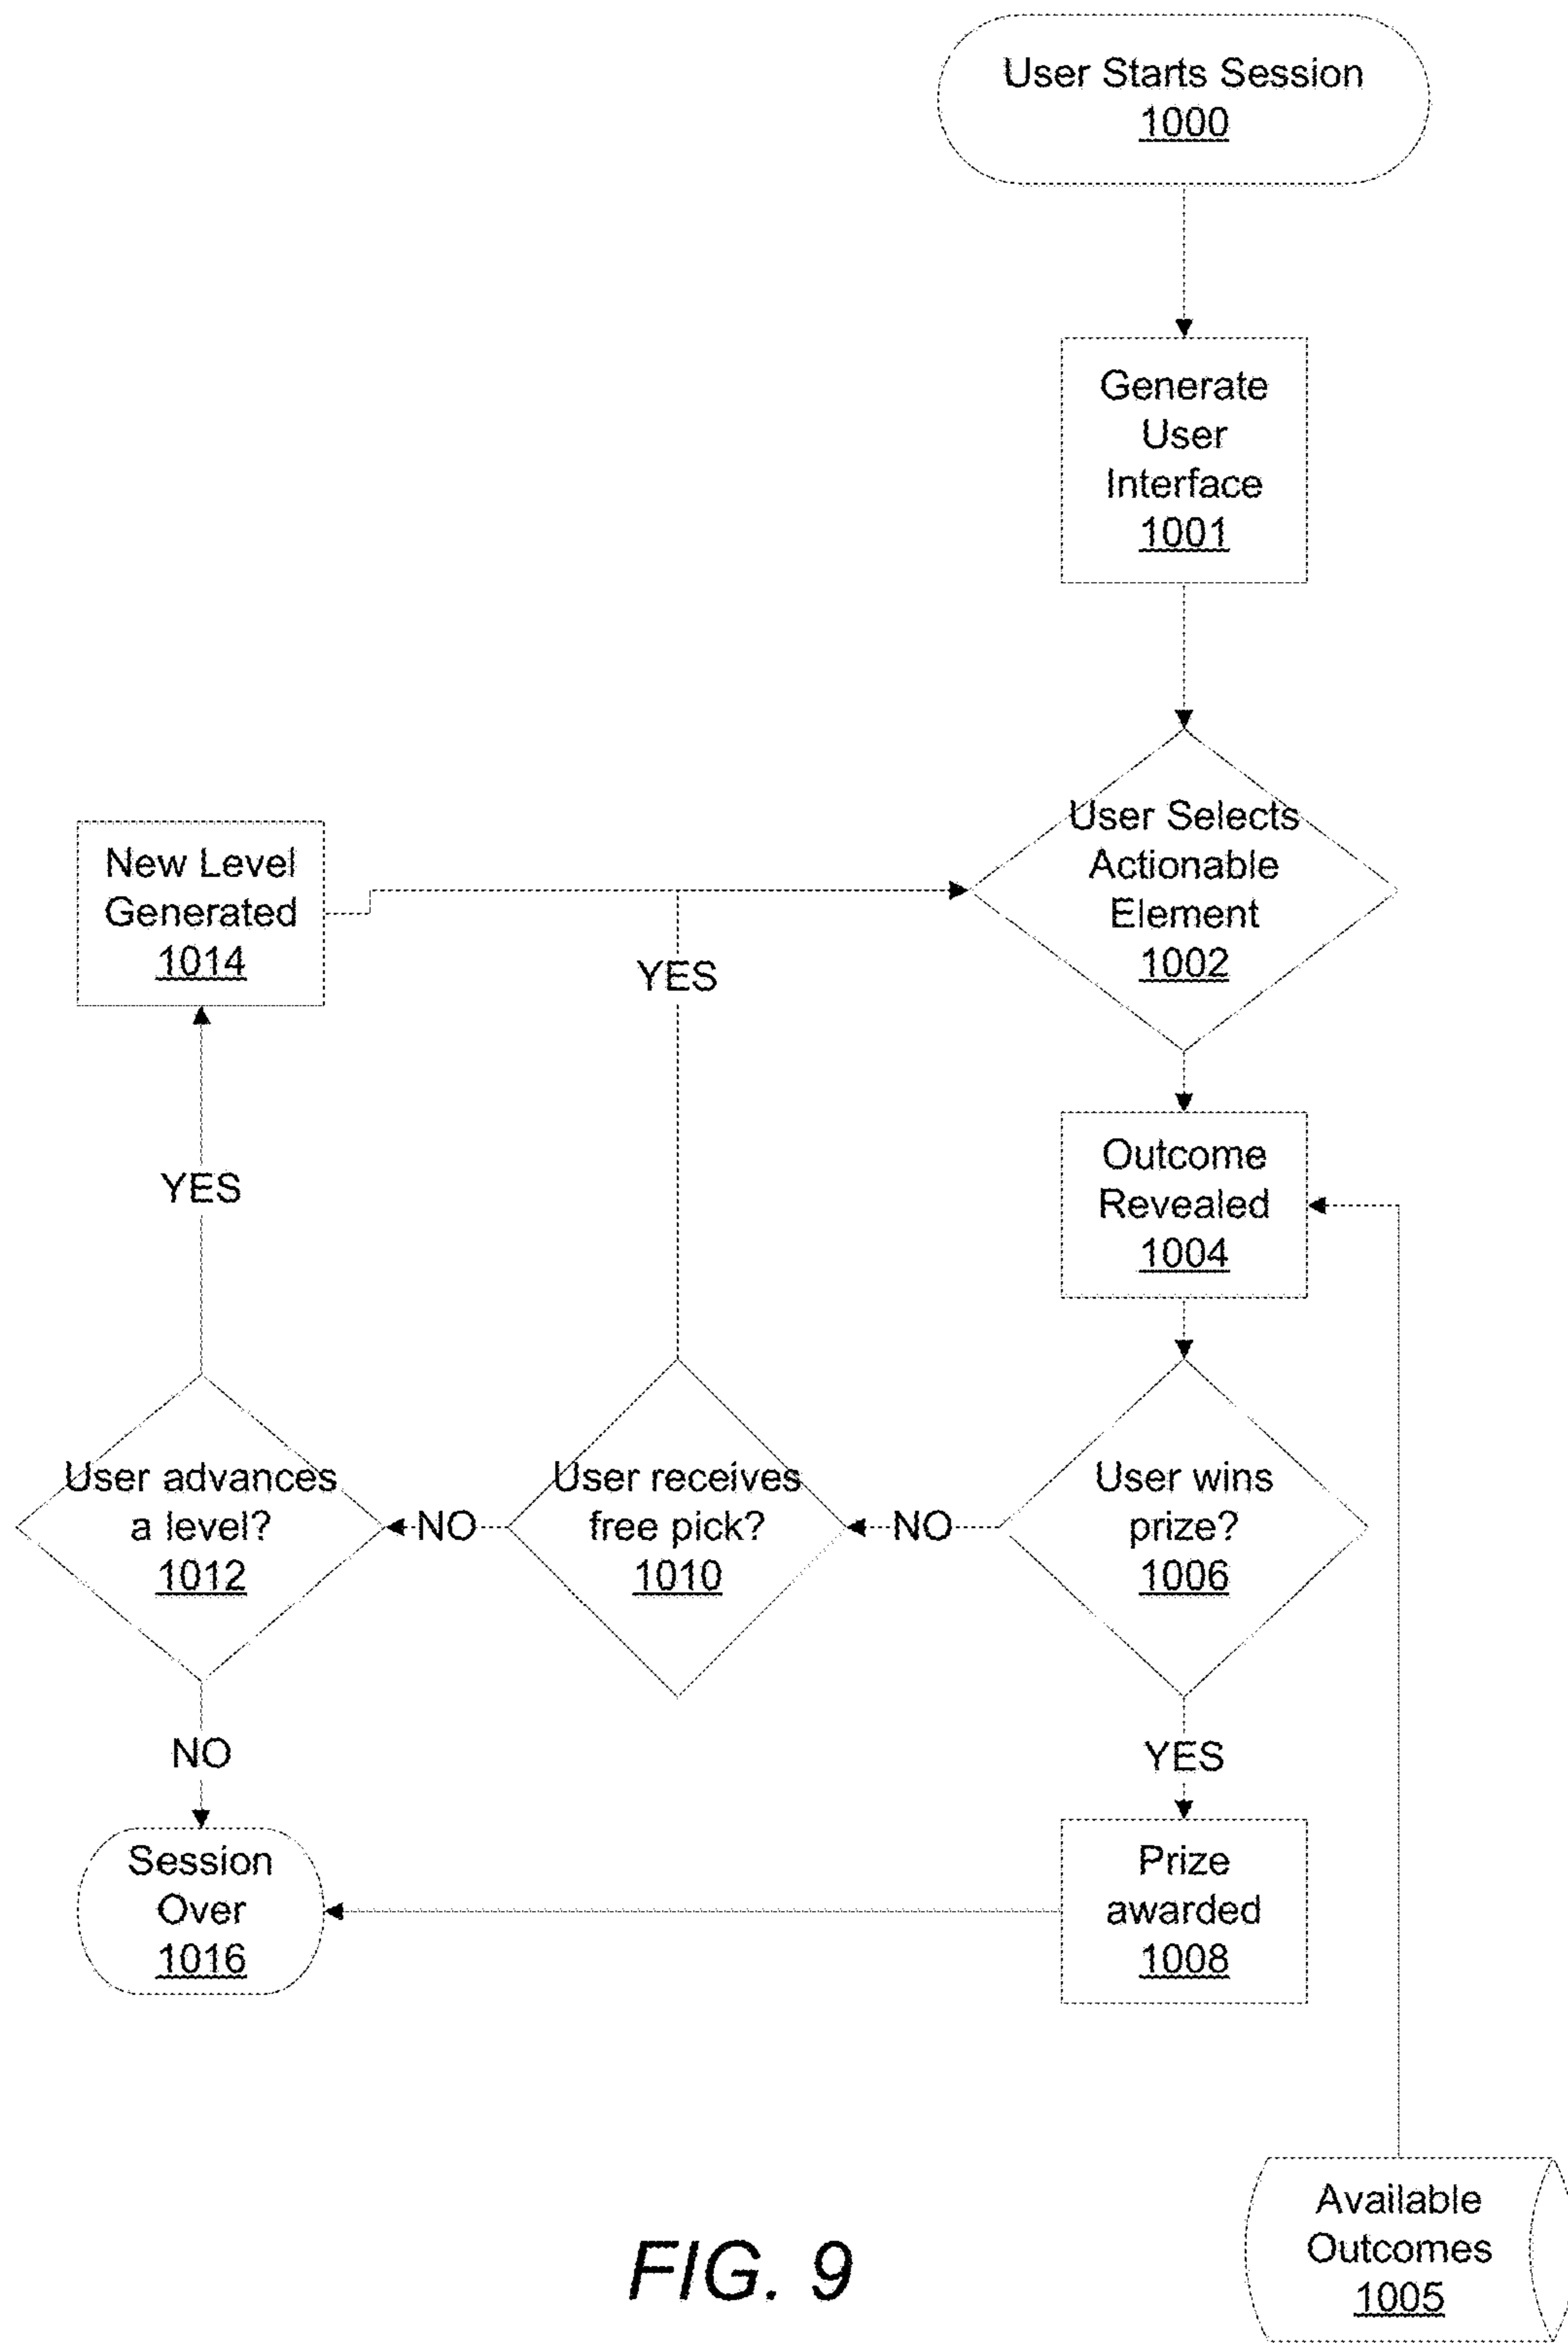 User Starts Session
1000
Generate
User
Interface
1001
User Selects
Actionable
Element
1002
New Level
Generated
1014
YES
Outcome
Revealed
1004
YES
User advances
a level?
1012
NO
User receives
free pick?
1010
NO
User wins
prize?
1006
NO
YES
Session
Over
1016
Prize
awarded
1008
Available
Outcomes
1005
FIG. 9